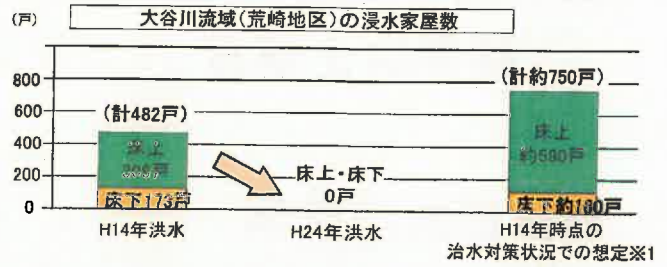 大谷川流域(荒崎地区)の浸水家屋数
(戸)
800
600
400
200
0
(計482戸)
床上
床下173戸
H14年洪水
床上・床下
0戸
H24年洪水
(計約750戸)
床上
約590戸
床下約160戸
H14年時点の
治水対策状況での想定※1